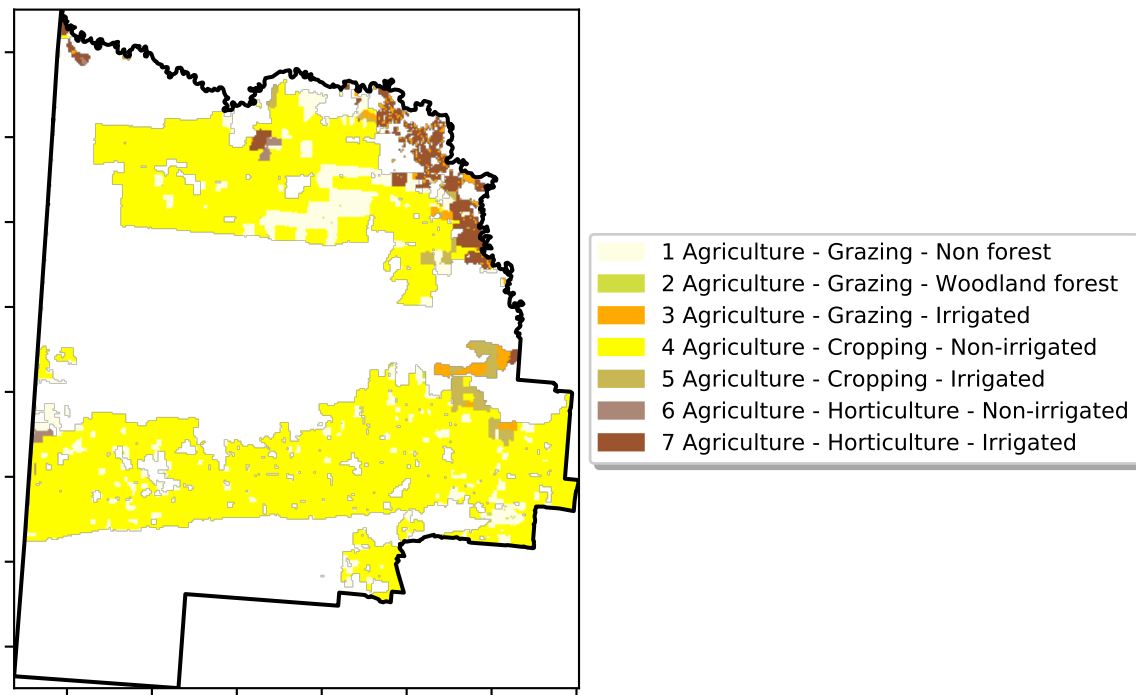 1 Agriculture - Grazing - Non forest
2 Agriculture - Grazing - Woodland forest
3 Agriculture - Grazing - Irrigated
4 Agriculture - Cropping - Non-irrigated
5 Agriculture - Cropping - Irrigated
6 Agriculture - Horticulture - Non-irrigated
7 Agriculture - Horticulture - Irrigated